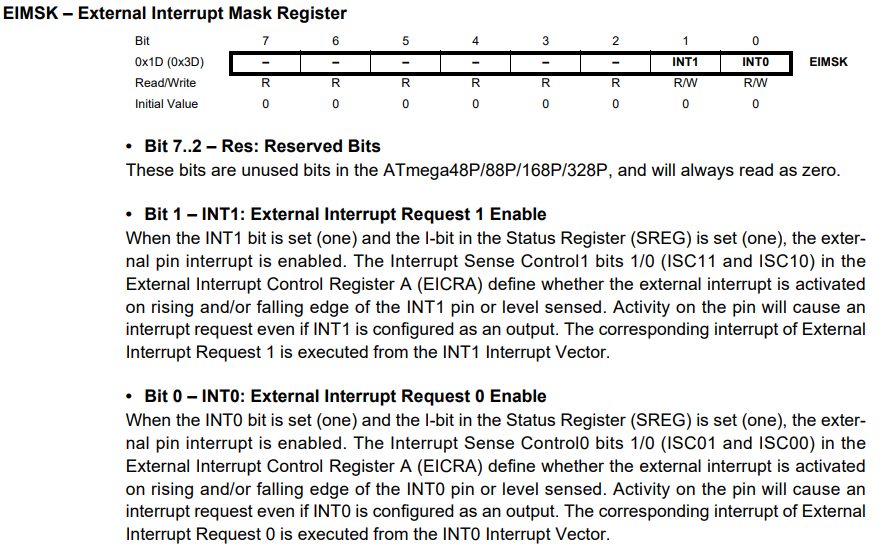 EIMSK – External Interrupt Mask Register
Bit 7 6 5 4 3 2 1 0
0x1D (0x3D) – – – – – – INT1 INT0 EIMSK
Read/Write R R R R R R R/W R/W
Initial Value 0 0 0 0 0 0 0 0
• Bit 7..2 – Res: Reserved Bits
These bits are unused bits in the ATmega48P/88P/168P/328P, and will always read as zero.
• Bit 1 – INT1: External Interrupt Request 1 Enable
When the INT1 bit is set (one) and the I-bit in the Status Register (SREG) is set (one), the exter-
nal pin interrupt is enabled. The Interrupt Sense Control1 bits 1/0 (ISC11 and ISC10) in the
External Interrupt Control Register A (EICRA) define whether the external interrupt is activated
on rising and/or falling edge of the INT1 pin or level sensed. Activity on the pin will cause an
interrupt request even if INT1 is configured as an output. The corresponding interrupt of External
Interrupt Request 1 is executed from the INT1 Interrupt Vector.
• Bit 0 – INT0: External Interrupt Request 0 Enable
When the INT0 bit is set (one) and the I-bit in the Status Register (SREG) is set (one), the exter-
nal pin interrupt is enabled. The Interrupt Sense Control0 bits 1/0 (ISC01 and ISC00) in the
External Interrupt Control Register A (EICRA) define whether the external interrupt is activated
on rising and/or falling edge of the INT0 pin or level sensed. Activity on the pin will cause an
interrupt request even if INT0 is configured as an output. The corresponding interrupt of External
Interrupt Request 0 is executed from the INT0 Interrupt Vector.